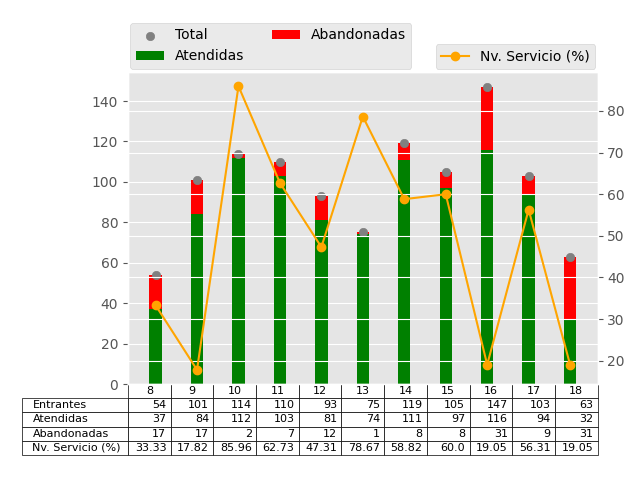 Total
Abandonadas
Atendidas
Nv. Servicio (%)
140
120
100
80
60
40
20
0
80
70
60
50
40
30
20
8 9 10 11 12 13 14 15 16 17 18
Entrantes 54 101 114 110 93 75 119 105 147 103 63
Atendidas 37 84 112 103 81 74 111 97 116 94 32
Abandonadas 17 17 2 7 12 1 8 8 31 9 31
Nv. Servicio (%) 33.33 17.82 85.96 62.73 47.31 78.67 58.82 60.0 19.05 56.31 19.05